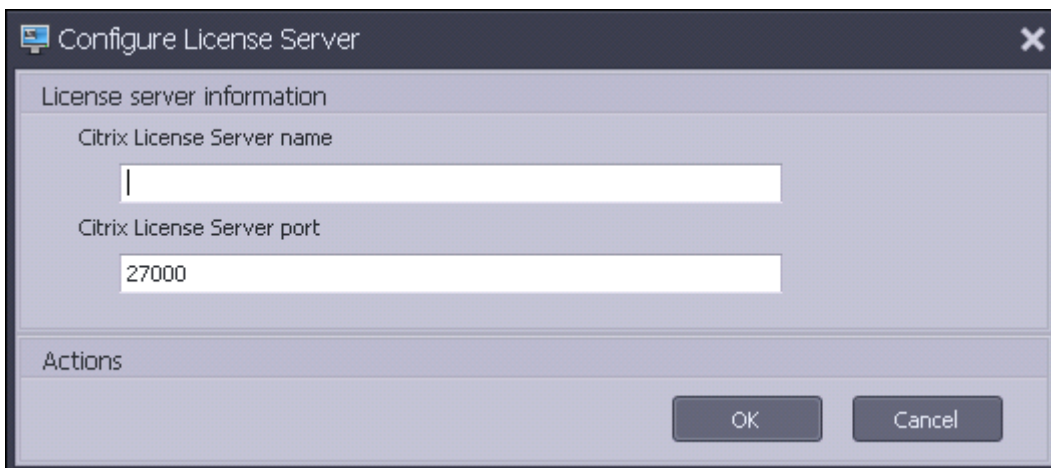 Configure License Server
License server information
Citrix License Server name
Citrix License Server port
27000
Actions
OK Cancel